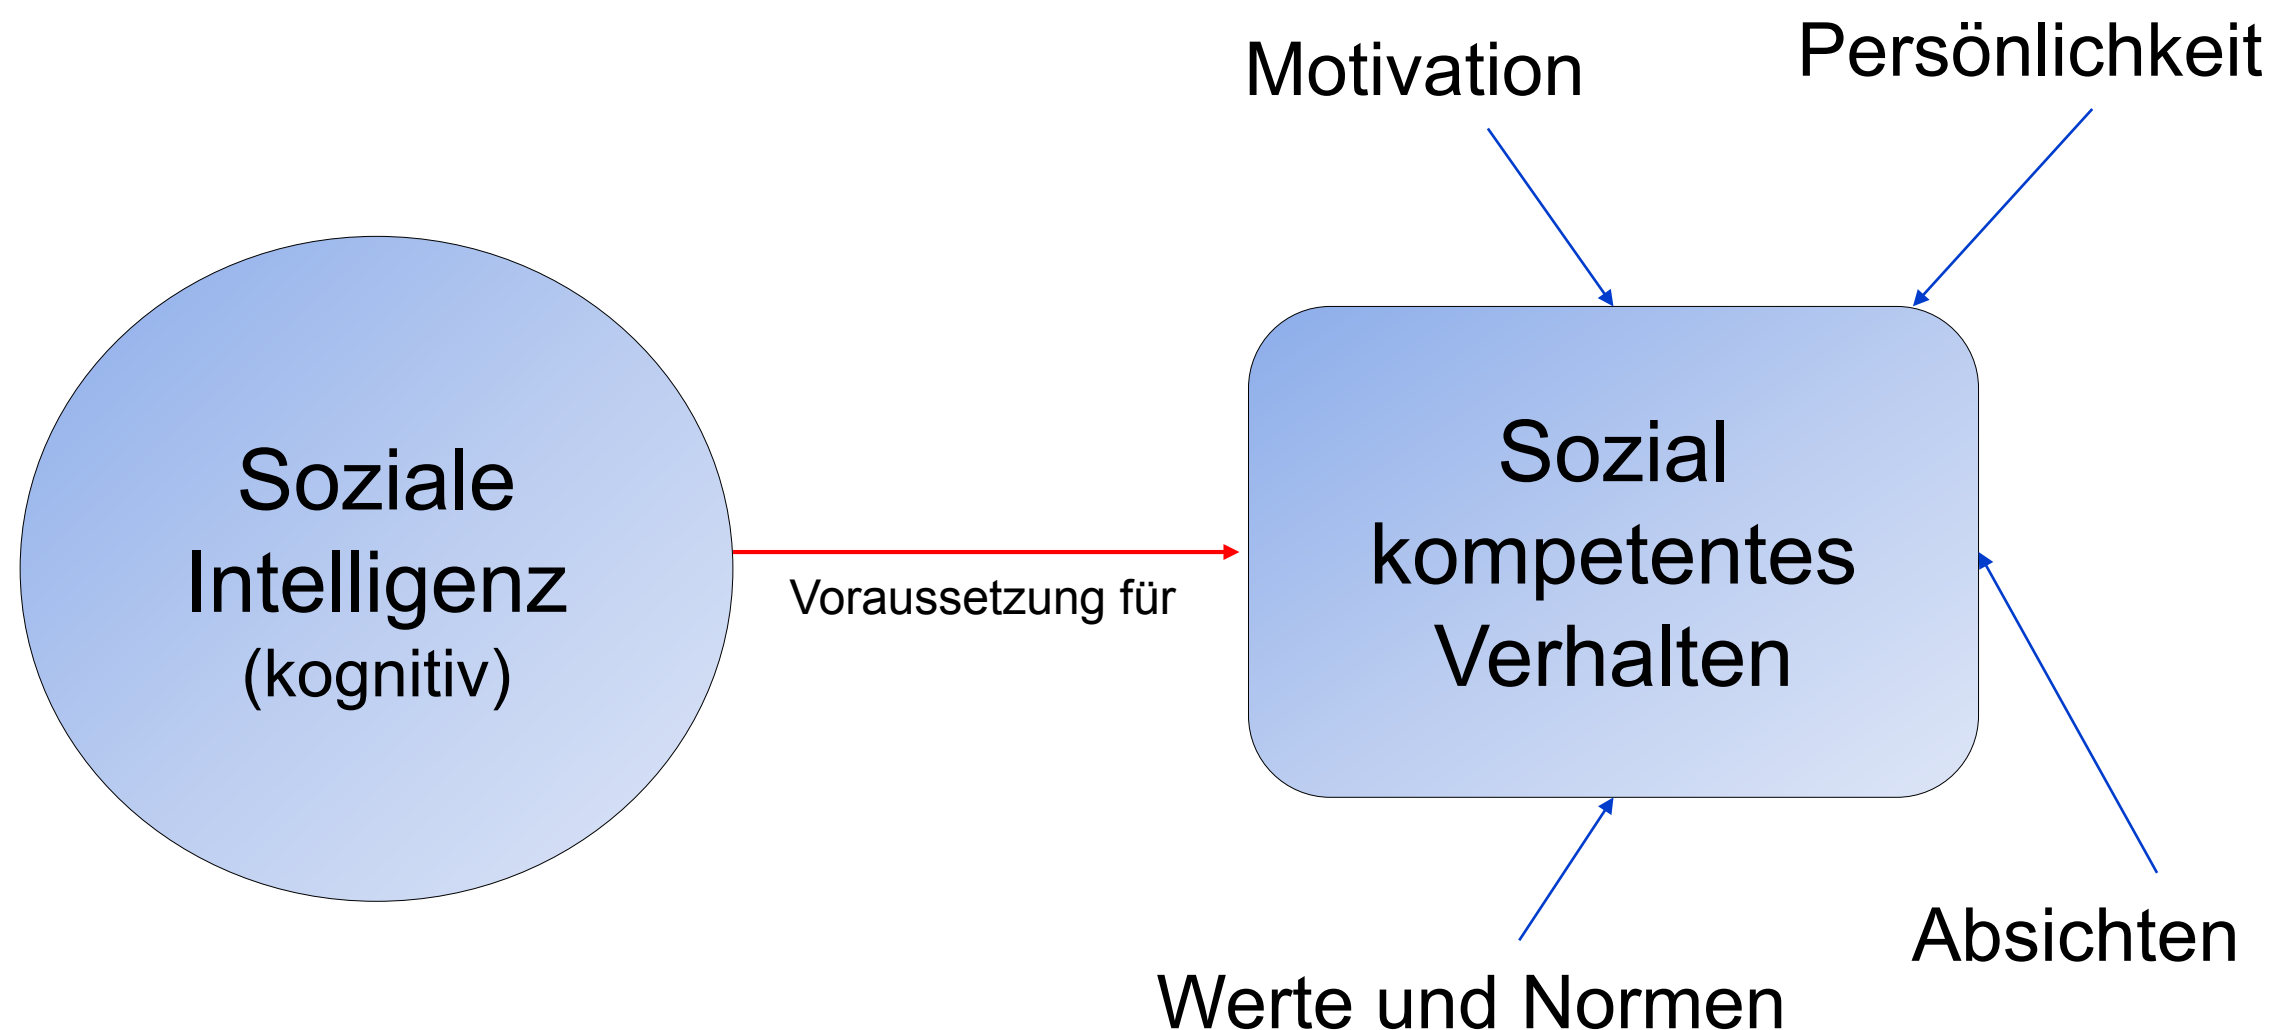 Motivation
Persönlichkeit
Soziale
Intelligenz
(kognitiv)
Voraussetzung für
Sozial
kompetentes
Verhalten
Absichten
Werte und Normen